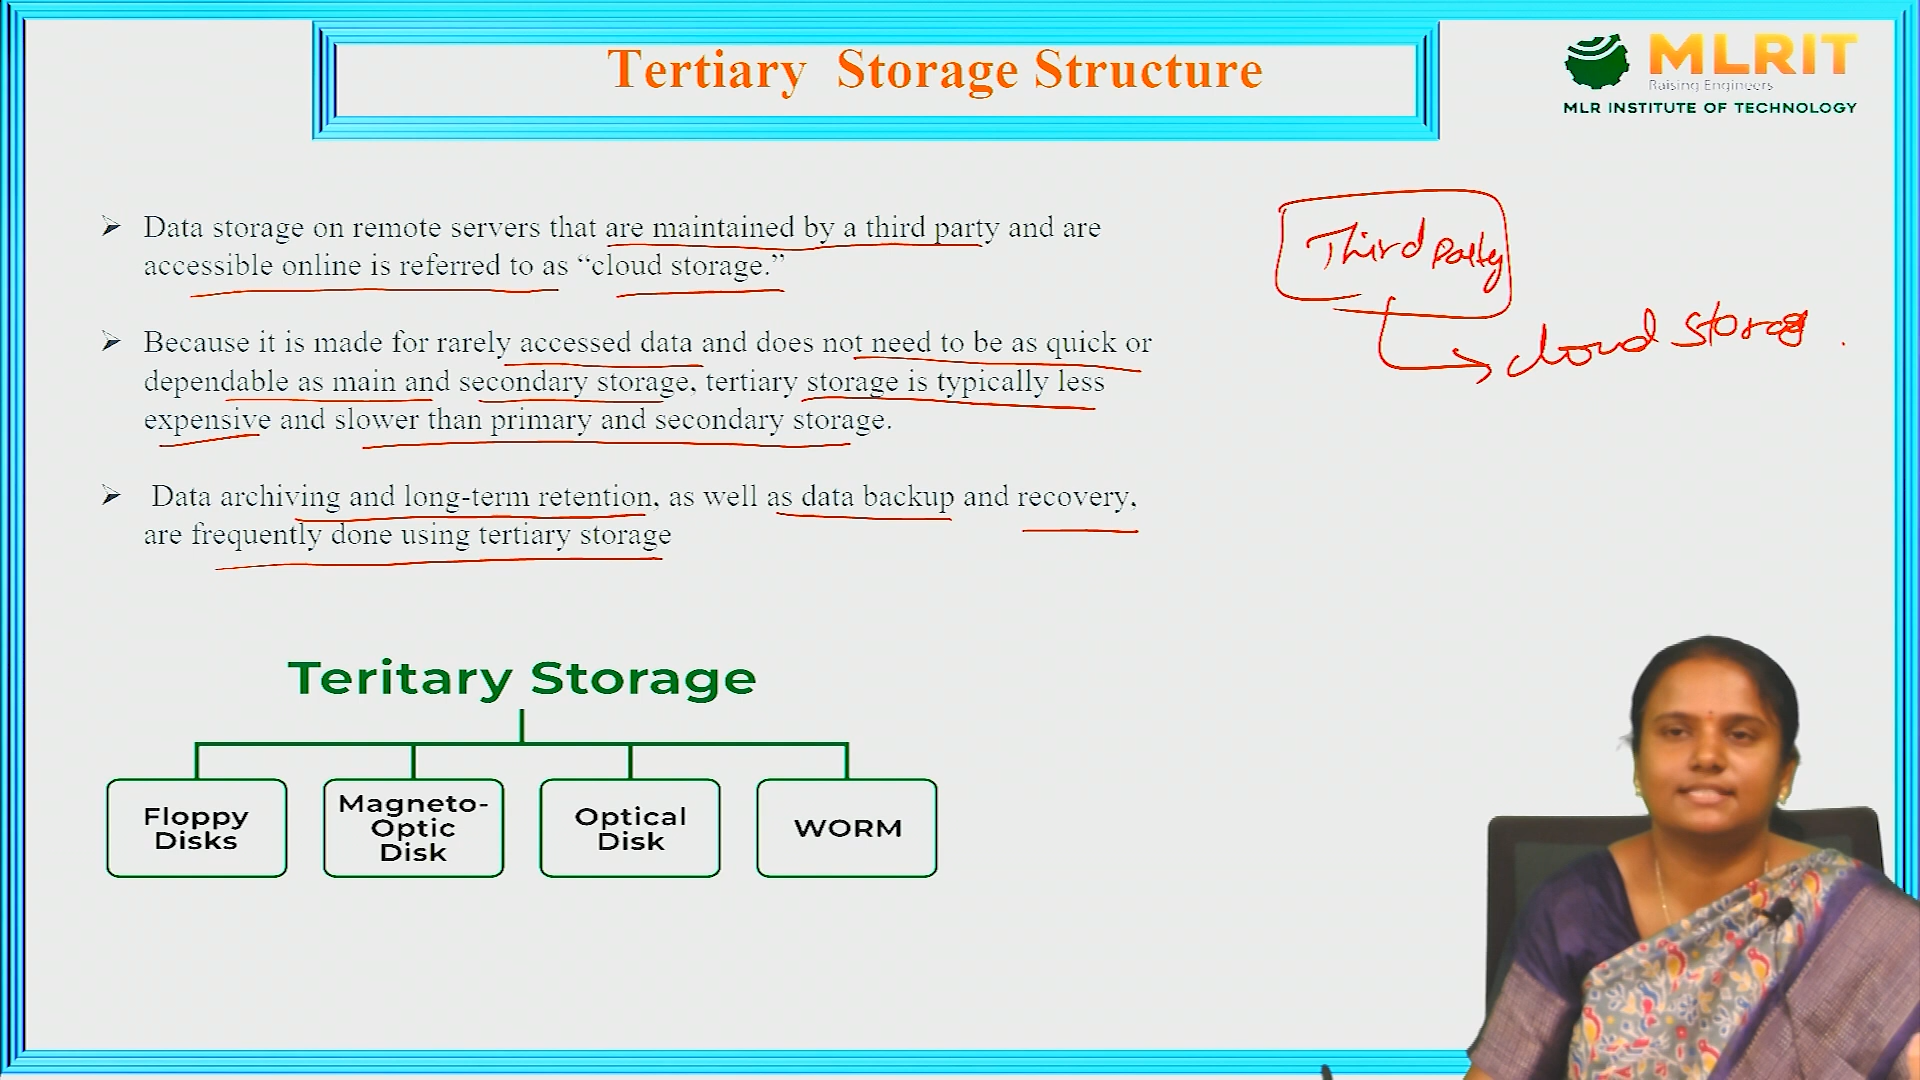 Tertiary Storage Structure
MLRIT
Raising Engineers
MLR INSTITUTE OF TECHNOLOGY
Data storage on remote servers that are maintained by a third party and are
accessible online is referred to as “cloud storage.”
Third party
cloud storage.
Because it is made for rarely accessed data and does not need to be as quick or
dependable as main and secondary storage, tertiary storage is typically less
expensive and slower than primary and secondary storage.
Data archiving and long-term retention, as well as data backup and recovery,
are frequently done using tertiary storage
Teritary Storage
Floppy
Disks
Magneto-
Optic
Disk
Optical
Disk
WORM